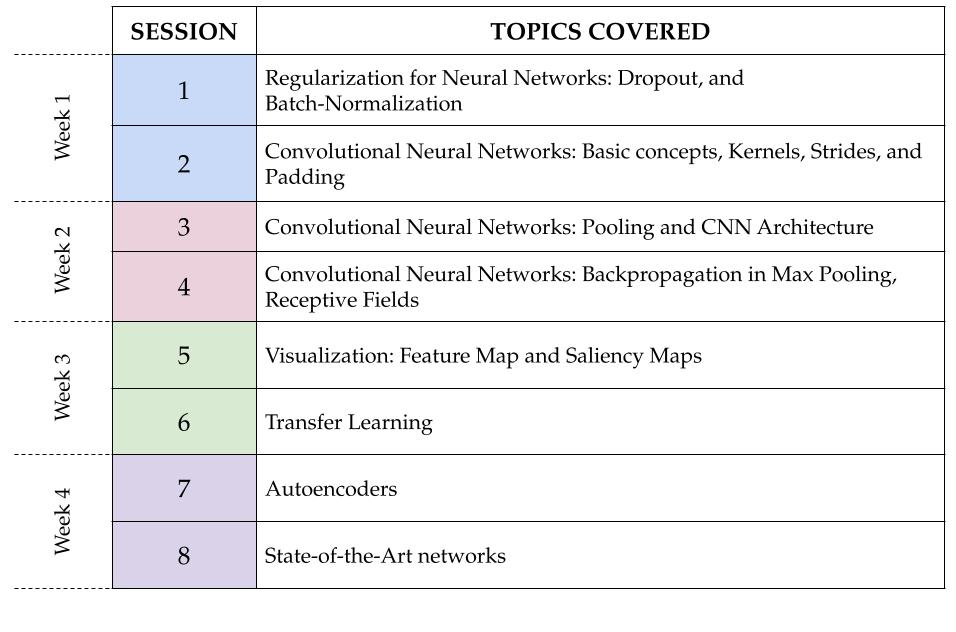 SESSION TOPICS COVERED
Week 1
1 Regularization for Neural Networks: Dropout, and
Batch-Normalization
2 Convolutional Neural Networks: Basic concepts, Kernels, Strides, and
Padding
Week 2
3 Convolutional Neural Networks: Pooling and CNN Architecture
4 Convolutional Neural Networks: Backpropagation in Max Pooling,
Receptive Fields
Week 3
5 Visualization: Feature Map and Saliency Maps
6 Transfer Learning
Week 4
7 Autoencoders
8 State-of-the-Art networks